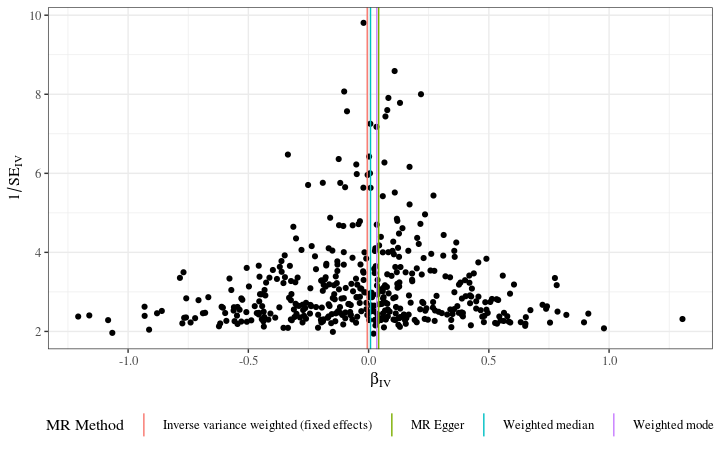 10
8
6
4
2
1/SE_IV
-1.0 -0.5 0.0 0.5 1.0
β_IV
MR Method Inverse variance weighted (fixed effects) MR Egger Weighted median Weighted mode